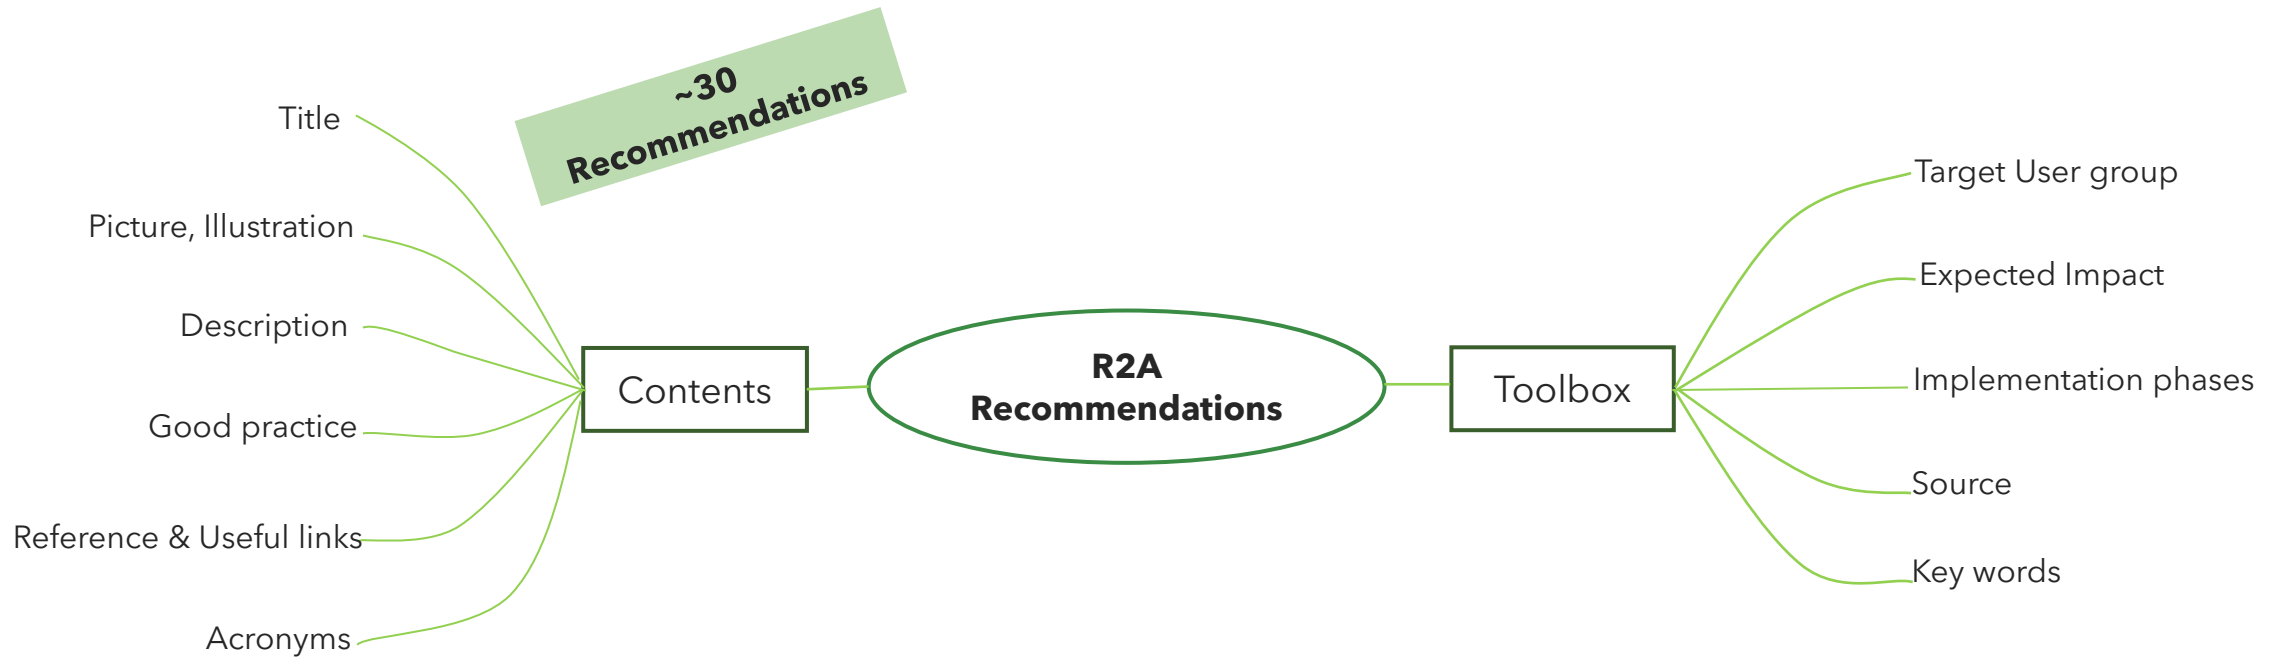 ~30
Recommendations
Title
Picture, Illustration
Description
Good practice
Reference & Useful links
Acronyms
Contents
R2A
Recommendations
Toolbox
Target User group
Expected Impact
Implementation phases
Source
Key words